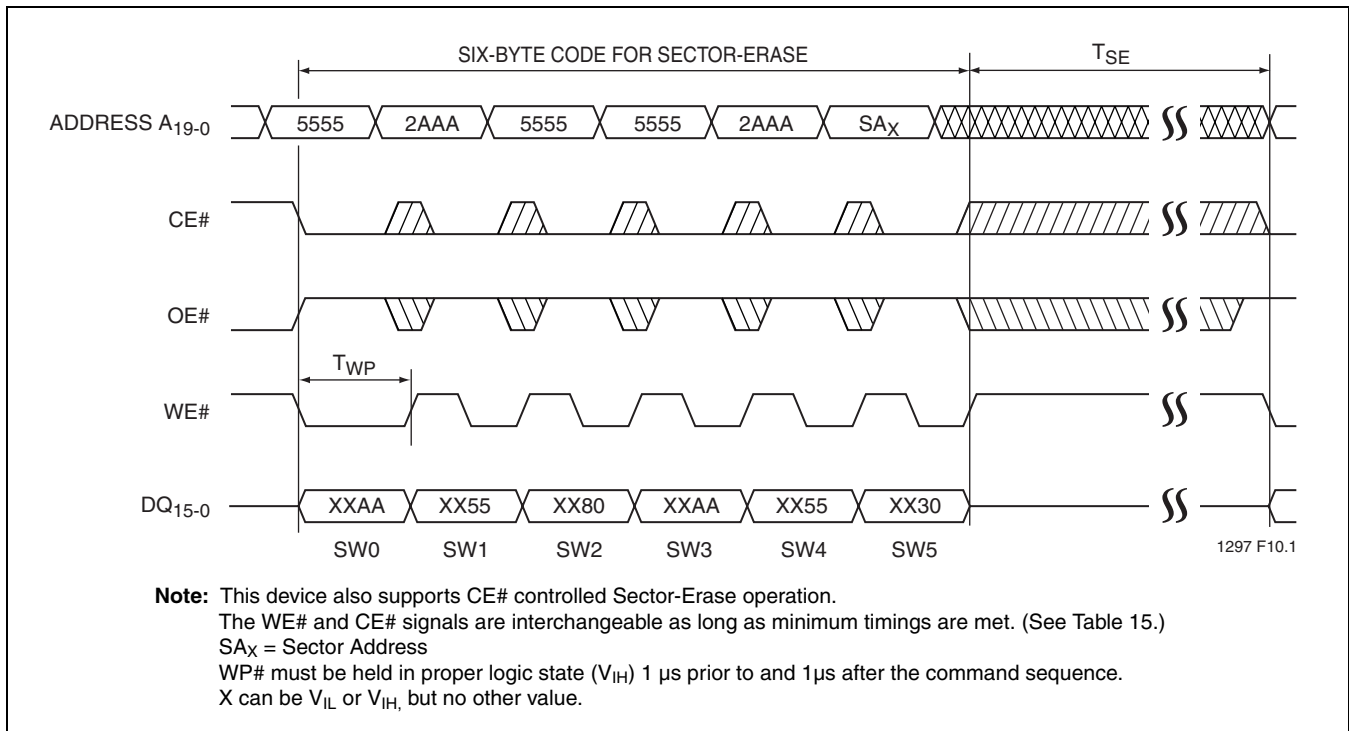 SIX-BYTE CODE FOR SECTOR-ERASE TSE
ADDRESS A19-0 5555 2AAA 5555 5555 2AAA SAX
CE#
OE#
TWP
WE#
DQ15-0 XXAA XX55 XX80 XXAA XX55 XX30
SW0 SW1 SW2 SW3 SW4 SW5 1297 F10.1
Note: This device also supports CE# controlled Sector-Erase operation.
The WE# and CE# signals are interchangeable as long as minimum timings are met. (See Table 15.)
SAX = Sector Address
WP# must be held in proper logic state (VIH) 1 µs prior to and 1µs after the command sequence.
X can be VIL or VIH, but no other value.